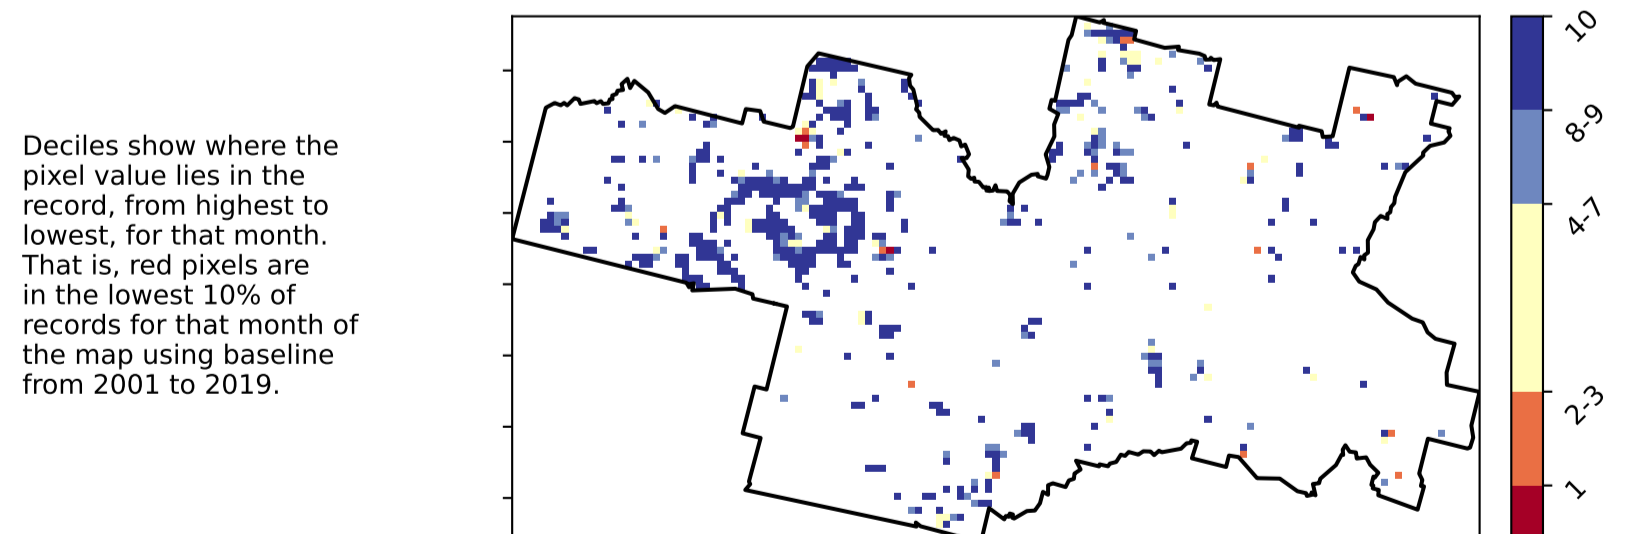 Deciles show where the
pixel value lies in the
record, from highest to
lowest, for that month.
That is, red pixels are
in the lowest 10% of
records for that month of
the map using baseline
from 2001 to 2019.
10
8-9
4-7
2-3
1